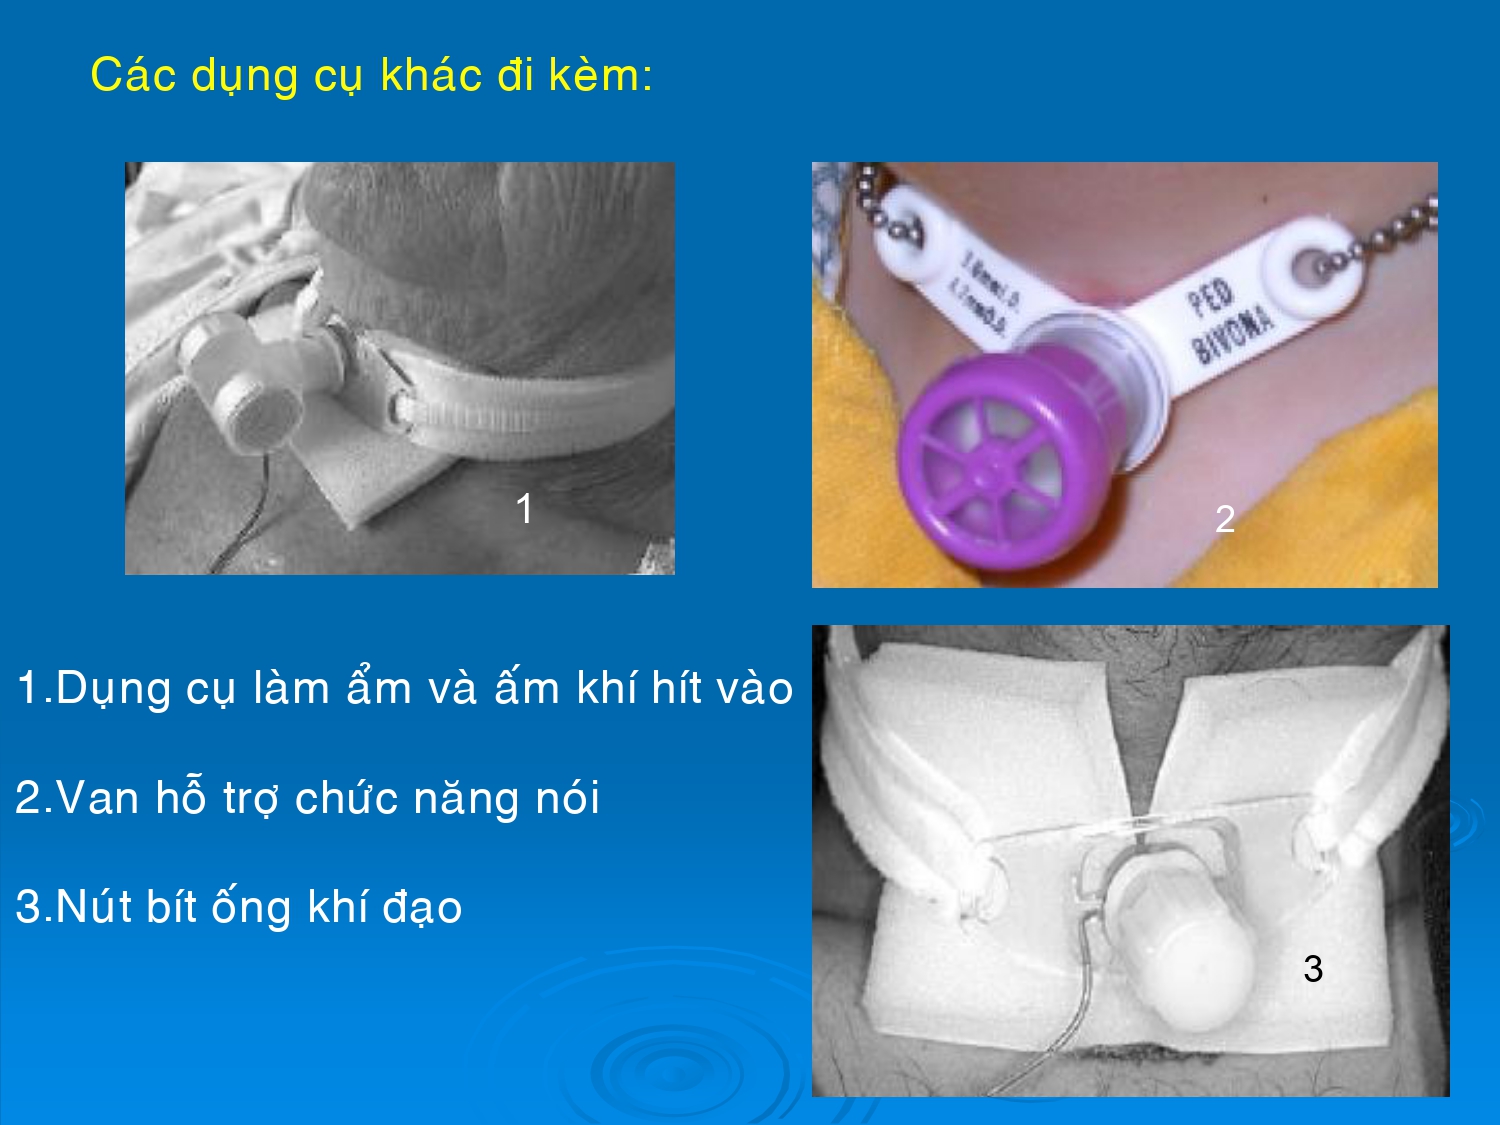 Các dụng cụ khác đi kèm:
PED
BIVONA
1
2
1.Dụng cụ làm ẩm và ấm khí hít vào
2.Van hỗ trợ chức năng nói
3.Nút bít ống khí đạo
3